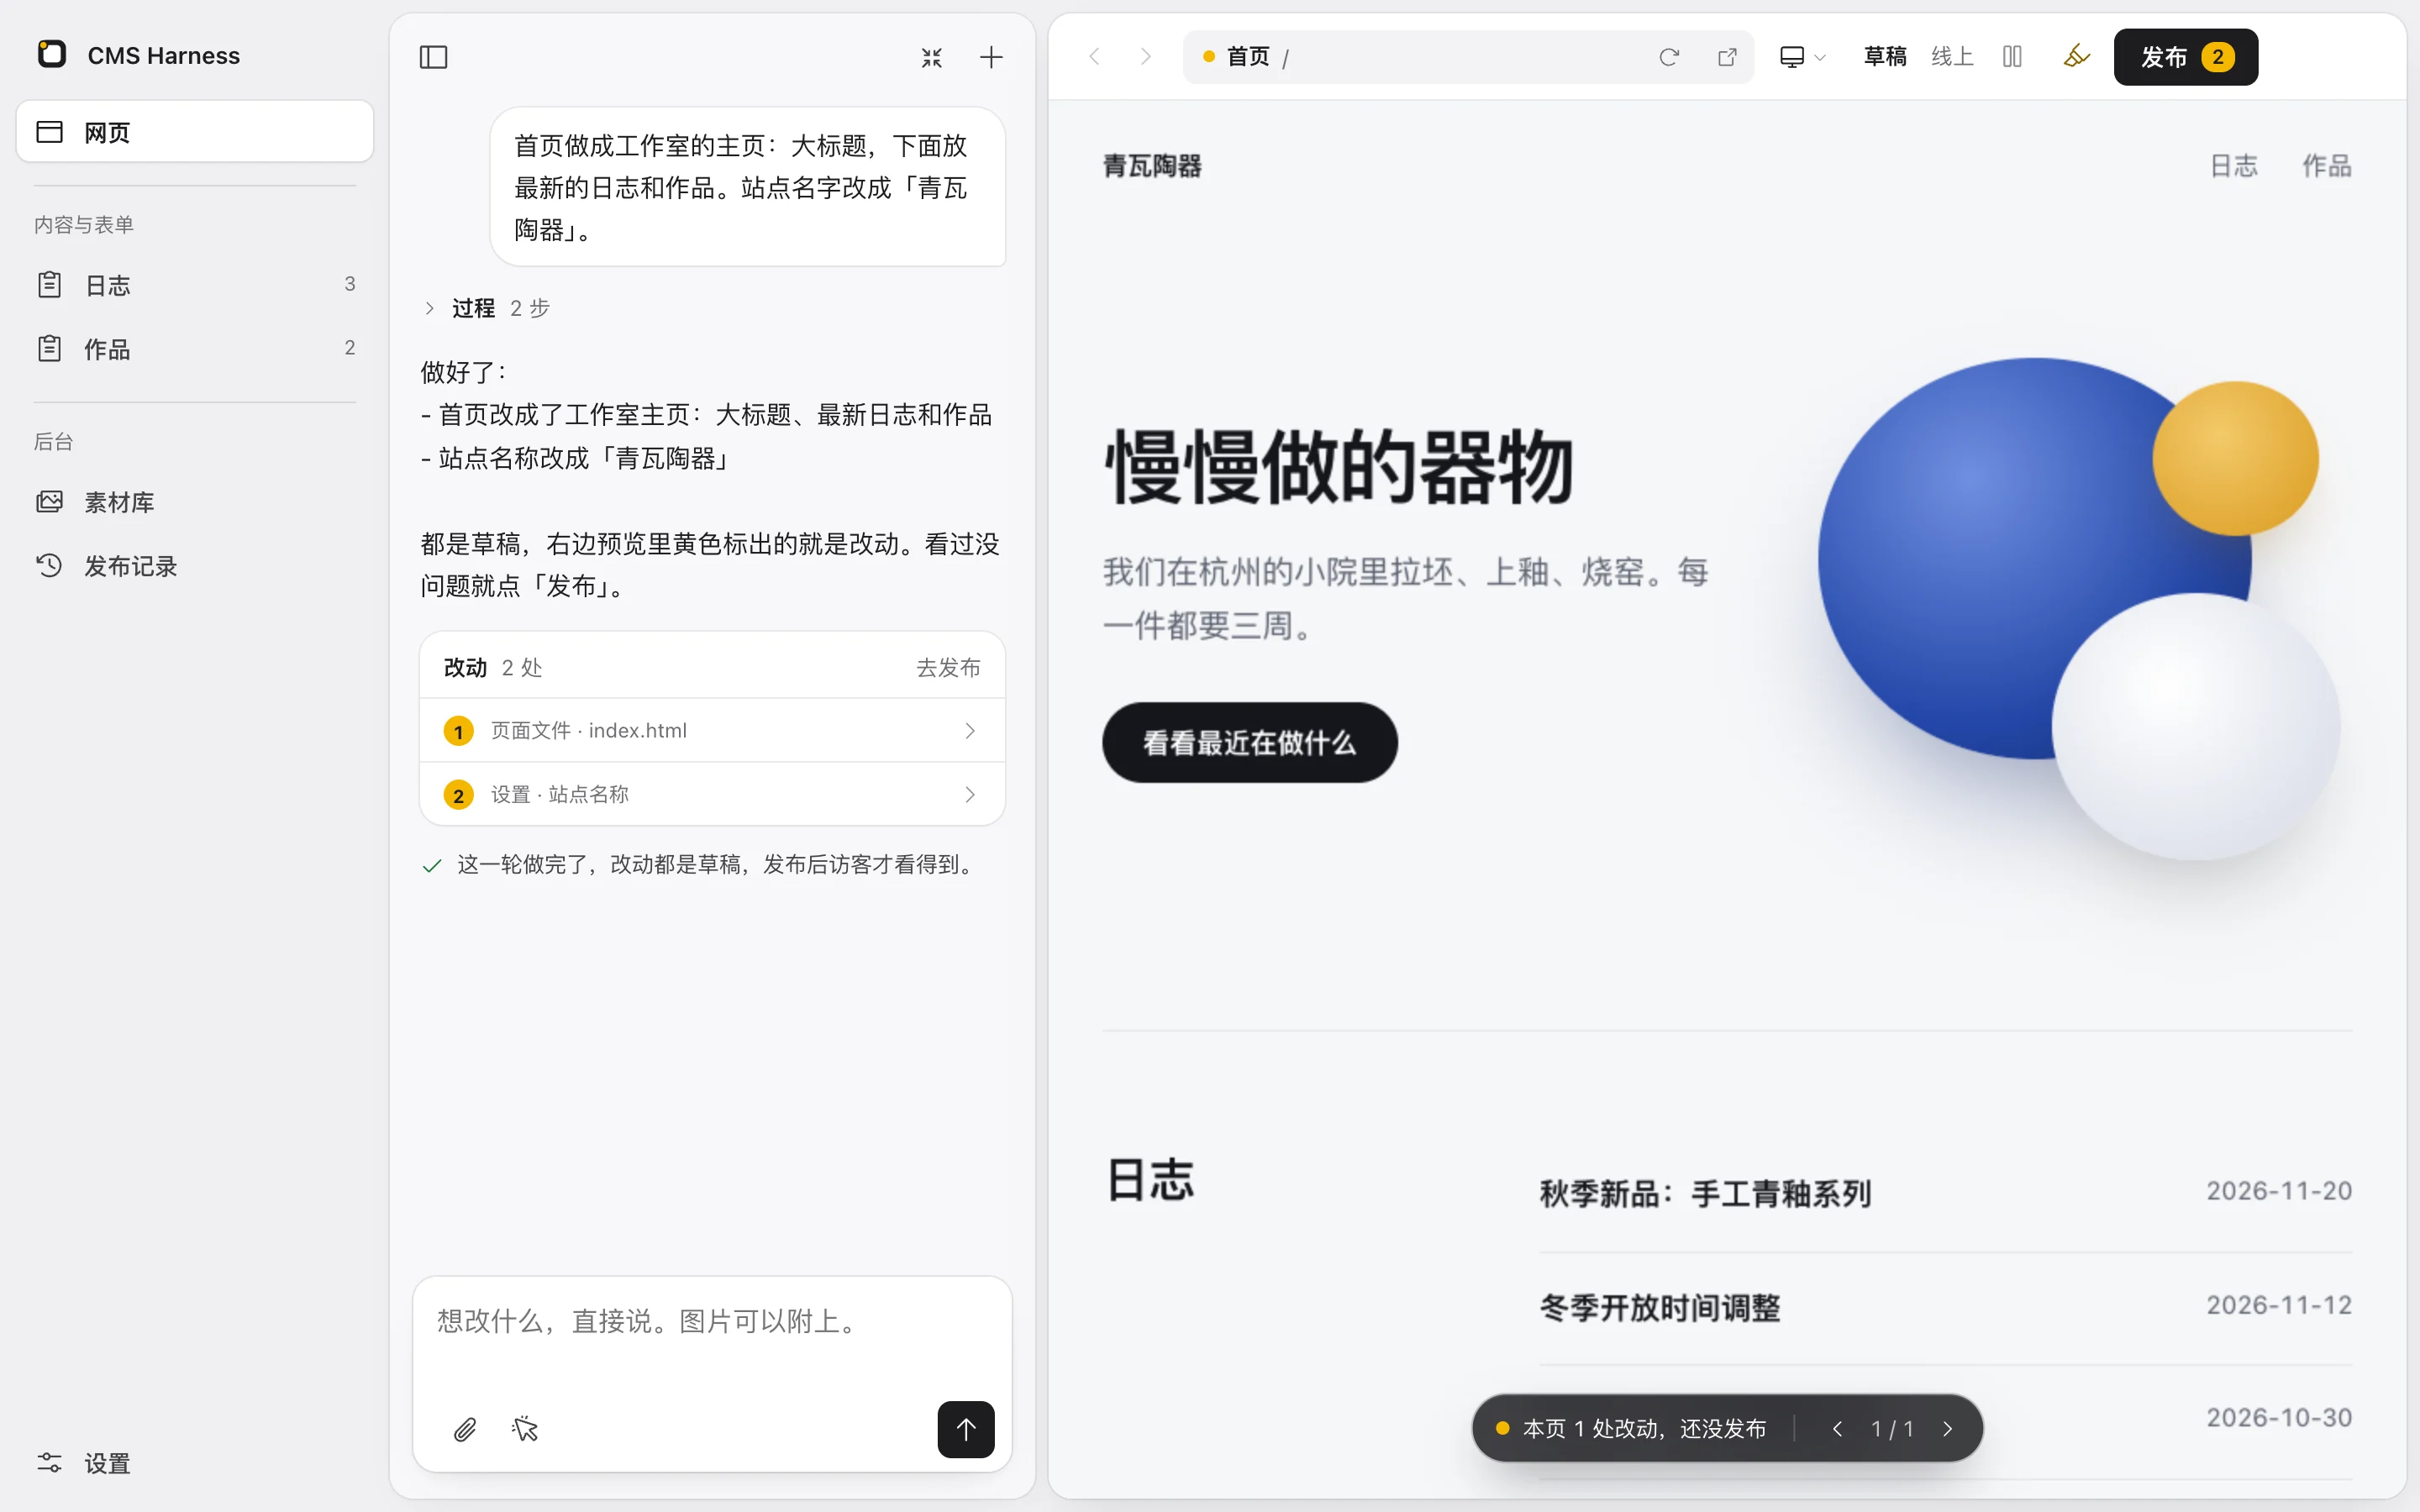 CMS Harness
网页
内容与表单
日志 3
作品 2
后台
素材库
发布记录
设置
首页做成工作室的主页：大标题，下面放
最新的日志和作品。站点名字改成「青瓦
陶器」。
过程 2 步
做好了：
- 首页改成了工作室主页：大标题、最新日志和作品
- 站点名称改成「青瓦陶器」
都是草稿，右边预览里黄色标出的就是改动。看过没
问题就点「发布」。
改动 2 处 去发布
1 页面文件 · index.html
2 设置 · 站点名称
这一轮做完了，改动都是草稿，发布后访客才看得到。
想改什么，直接说。图片可以附上。
首页 / 草稿 线上 发布 2
青瓦陶器 日志 作品
慢慢做的器物
我们在杭州的小院里拉坯、上釉、烧窑。每
一件都要三周。
看看最近在做什么
日志
秋季新品：手工青釉系列 2026-11-20
冬季开放时间调整 2026-11-12
2026-10-30
本页 1 处改动，还没发布 1 / 1